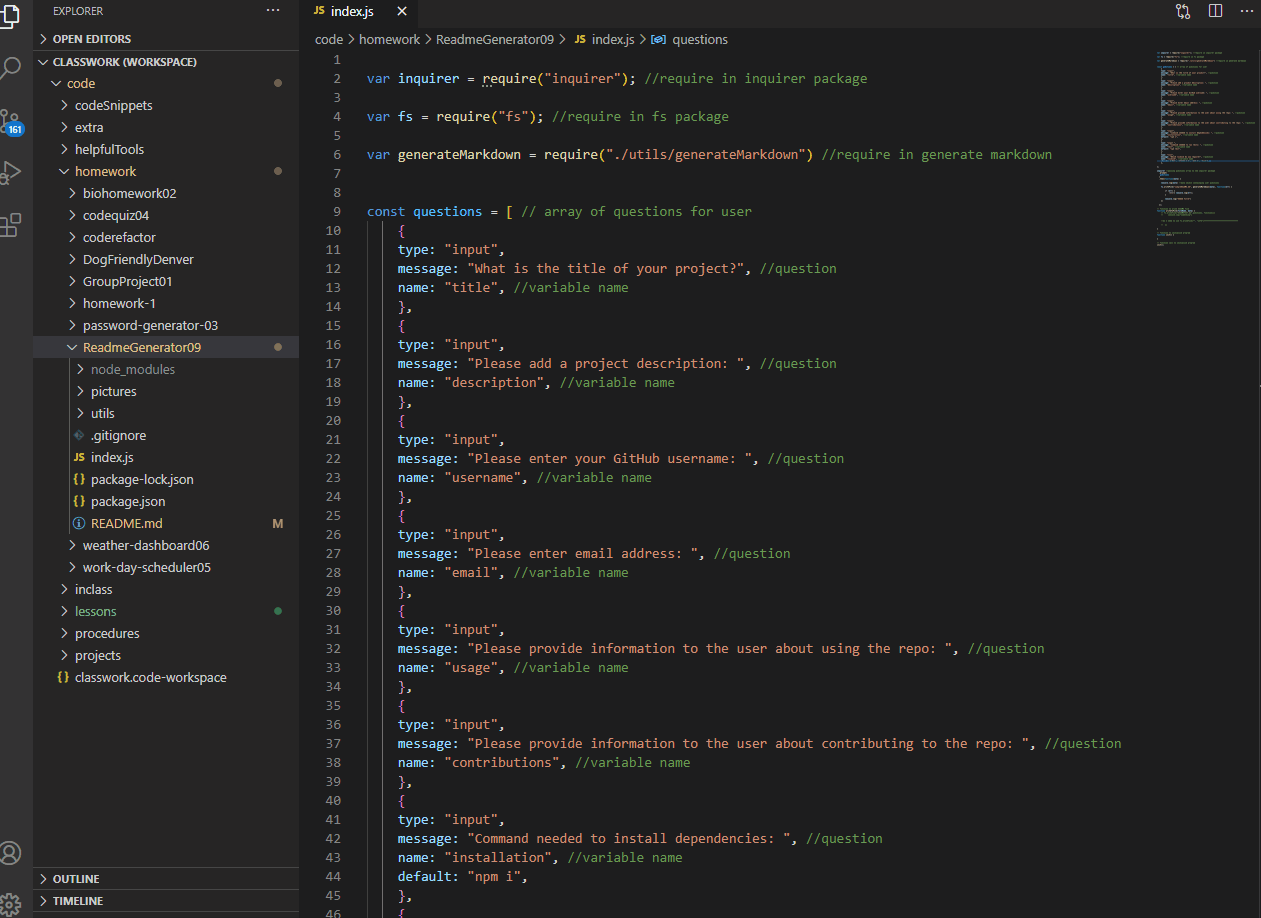 EXPLORER
OPEN EDITORS
CLASSWORK (WORKSPACE)
code
codeSnippets
extra
helpfulTools
homework
biohomework02
codequiz04
coderefactor
DogFriendlyDenver
GroupProject01
homework-1
password-generator-03
ReadmeGenerator09
node_modules
pictures
utils
.gitignore
JS index.js
{} package-lock.json
{} package.json
README.md M
weather-dashboard06
work-day-scheduler05
inclass
lessons
procedures
projects
{} classwork.code-workspace
OUTLINE
TIMELINE
161
JS index.js
code > homework > ReadmeGenerator09 > JS index.js > questions
1
2 var inquirer = require("inquirer"); //require in inquirer package
3
4 var fs = require("fs"); //require in fs package
5
6 var generateMarkdown = require("./utils/generateMarkdown") //require in generate markdown
7
8
9 const questions = [ // array of questions for user
10 {
11 type: "input",
12 message: "What is the title of your project?", //question
13 name: "title", //variable name
14 },
15 {
16 type: "input",
17 message: "Please add a project description: ", //question
18 name: "description", //variable name
19 },
20 {
21 type: "input",
22 message: "Please enter your GitHub username: ", //question
23 name: "username", //variable name
24 },
25 {
26 type: "input",
27 message: "Please enter email address: ", //question
28 name: "email", //variable name
29 },
30 {
31 type: "input",
32 message: "Please provide information to the user about using the repo: ", //question
33 name: "usage", //variable name
34 },
35 {
36 type: "input",
37 message: "Please provide information to the user about contributing to the repo: ", //question
38 name: "contributions", //variable name
39 },
40 {
41 type: "input",
42 message: "Command needed to install dependencies: ", //question
43 name: "installation", //variable name
44 default: "npm i",
45 },
46 {